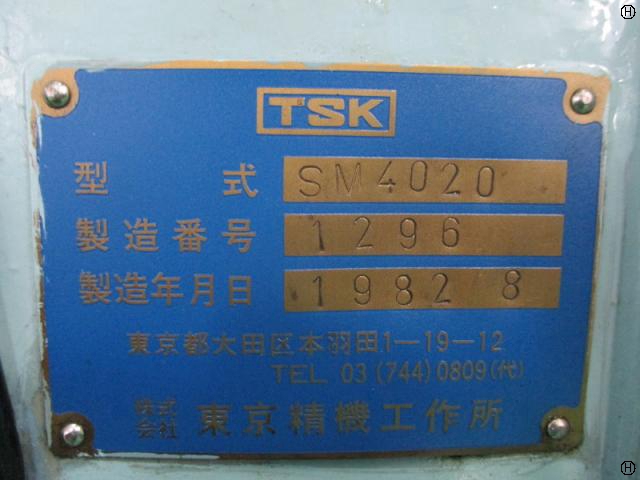 TSK
型式 SM4020
製造番号 1296
製造年月日 1982 8
東京都大田区本羽田1-19-12
TEL 03(744)0809(代)
株式会社 東京精機工作所